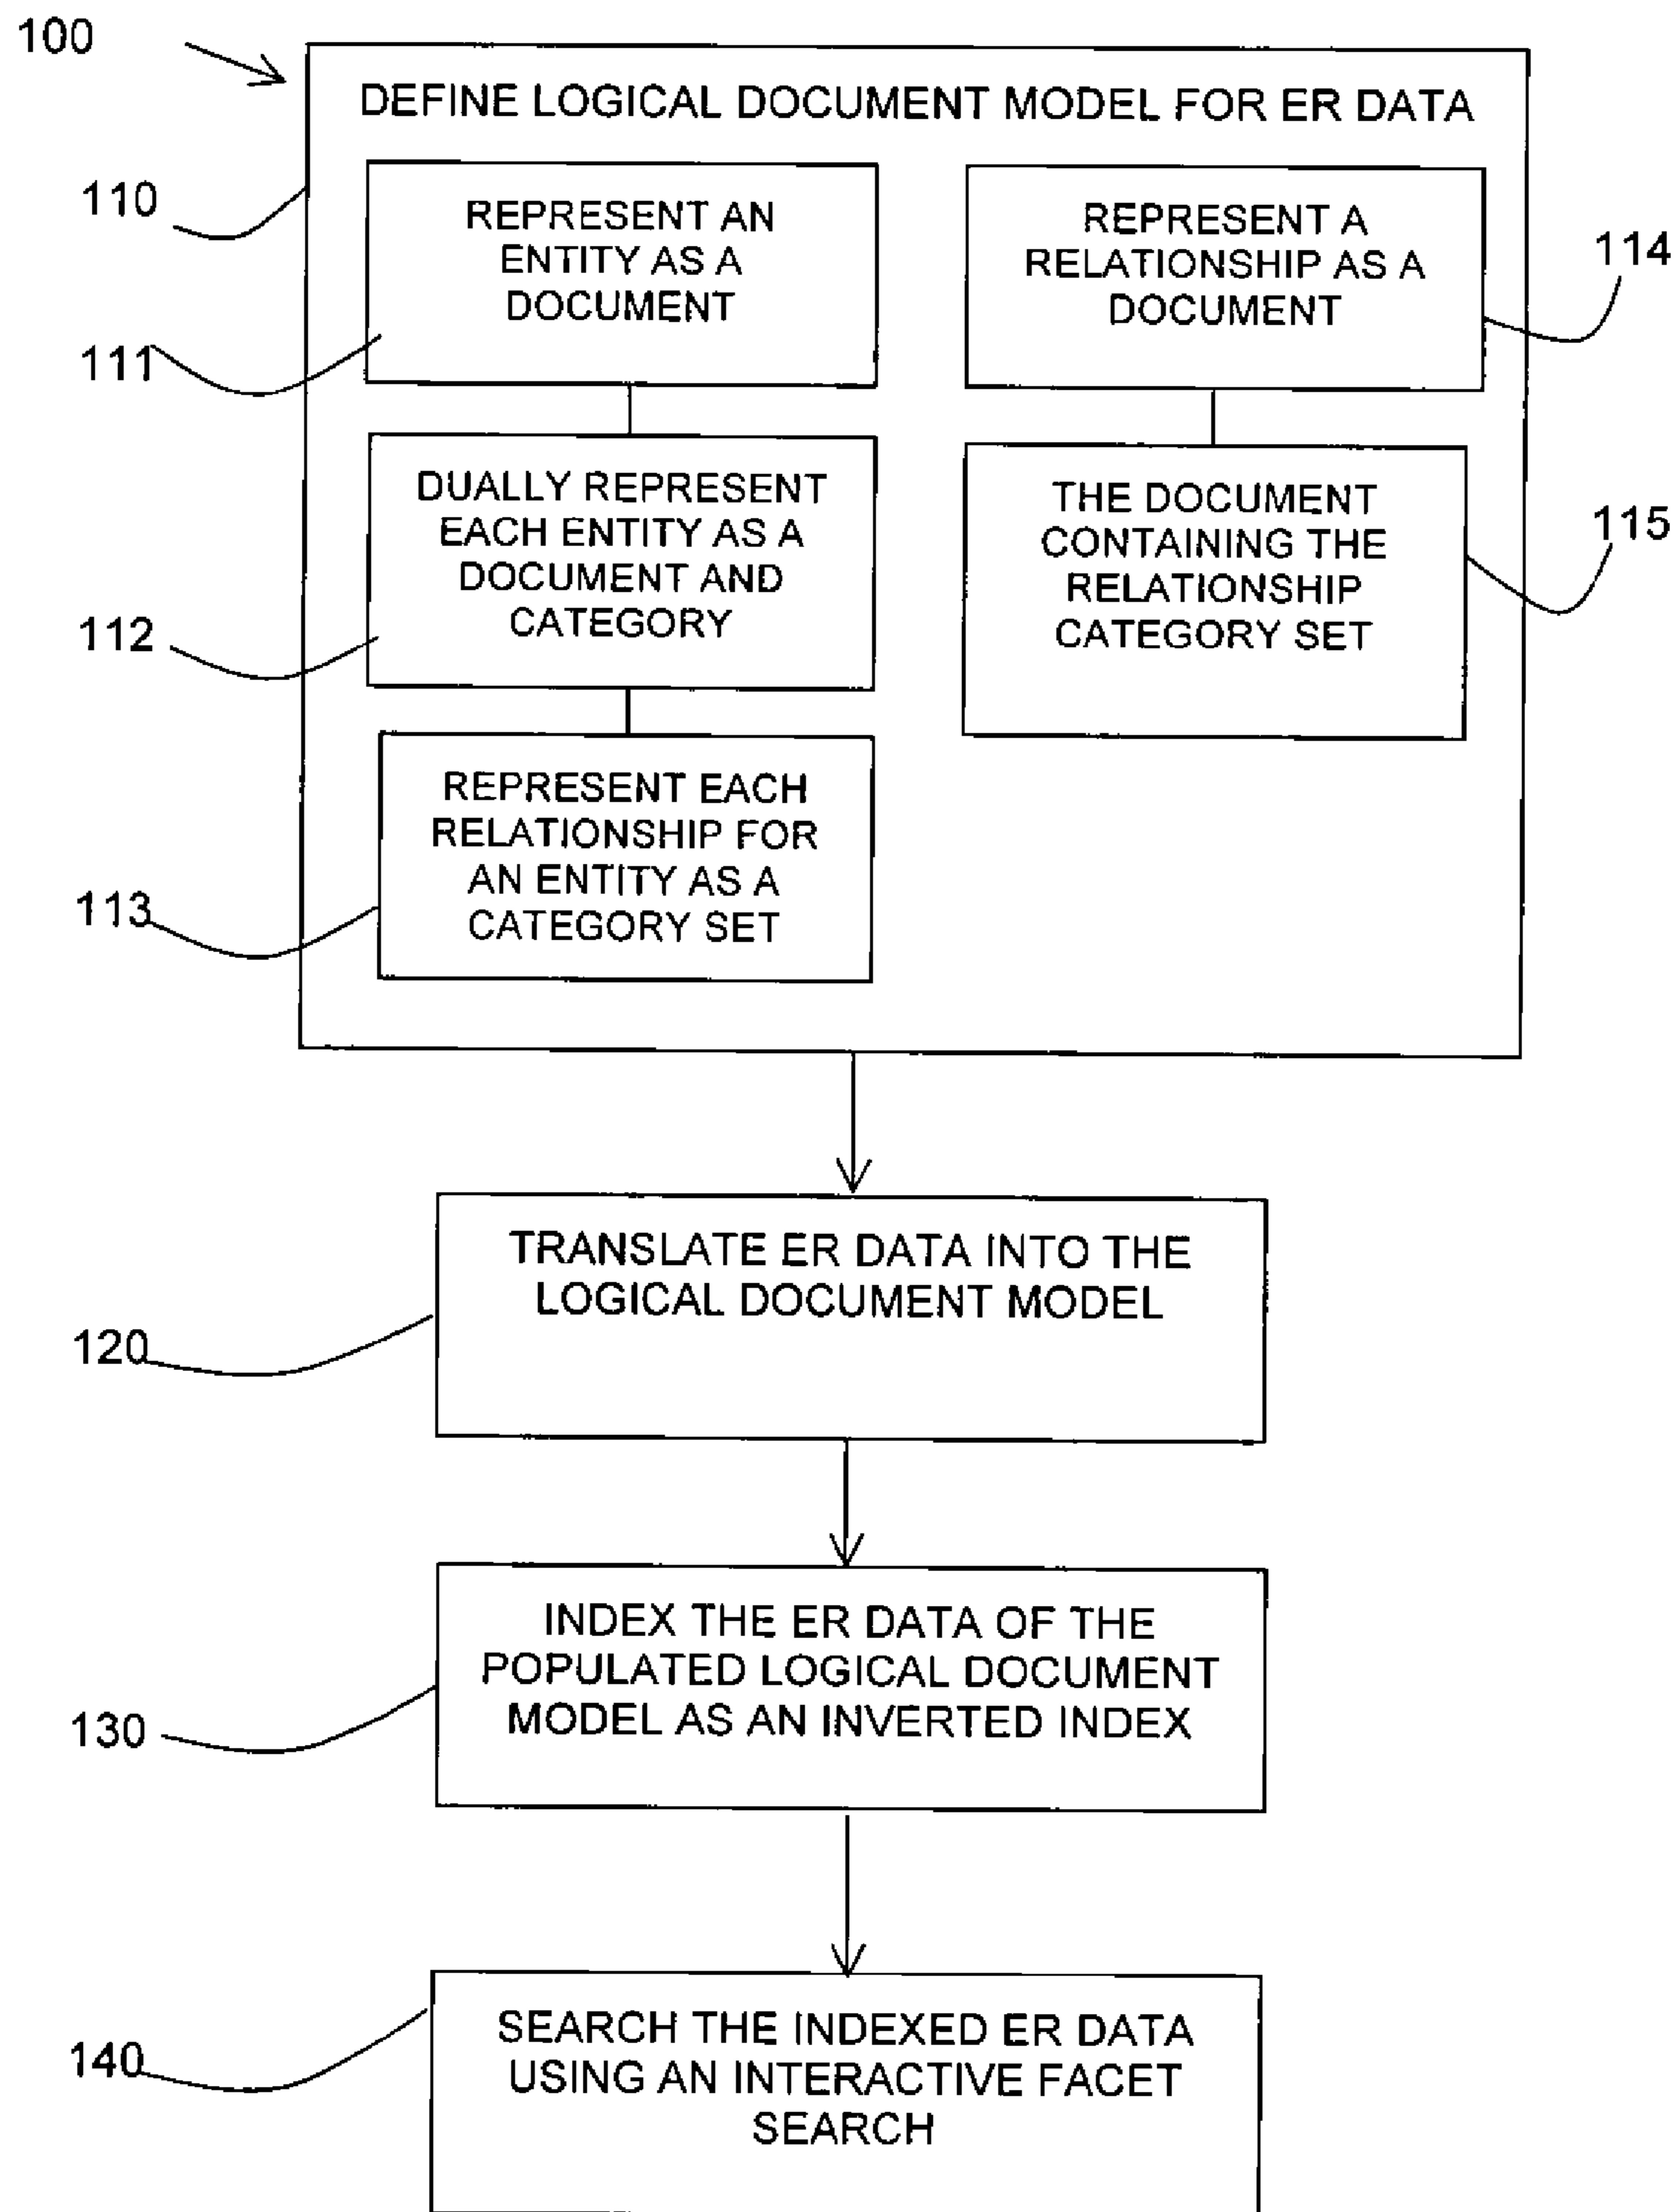 100
DEFINE LOGICAL DOCUMENT MODEL FOR ER DATA
110
REPRESENT AN
ENTITY AS A
DOCUMENT
111
REPRESENT A
RELATIONSHIP AS A
DOCUMENT
114
DUALLY REPRESENT
EACH ENTITY AS A
DOCUMENT AND
CATEGORY
112
THE DOCUMENT
CONTAINING THE
RELATIONSHIP
CATEGORY SET
115
REPRESENT EACH
RELATIONSHIP FOR
AN ENTITY AS A
CATEGORY SET
113
TRANSLATE ER DATA INTO THE
LOGICAL DOCUMENT MODEL
120
INDEX THE ER DATA OF THE
POPULATED LOGICAL DOCUMENT
MODEL AS AN INVERTED INDEX
130
SEARCH THE INDEXED ER DATA
USING AN INTERACTIVE FACET
SEARCH
140